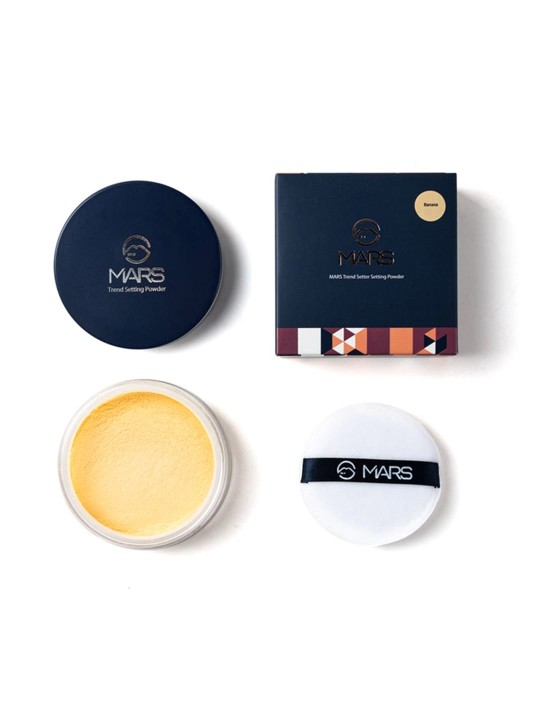 MARS
Trend Setting Powder
Banana
MARS
MARS Trend Setter Setting Powder
MARS